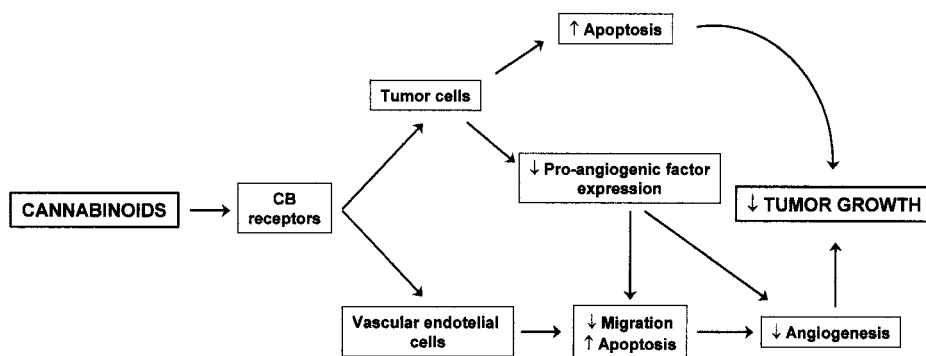 ↑ Apoptosis
Tumor cells
↓ Pro-angiogenic factor
expression
CANNABINOIDS
CB
receptors
↓ TUMOR GROWTH
Vascular endotelial
cells
↓ Migration
↑ Apoptosis
↓ Angiogenesis